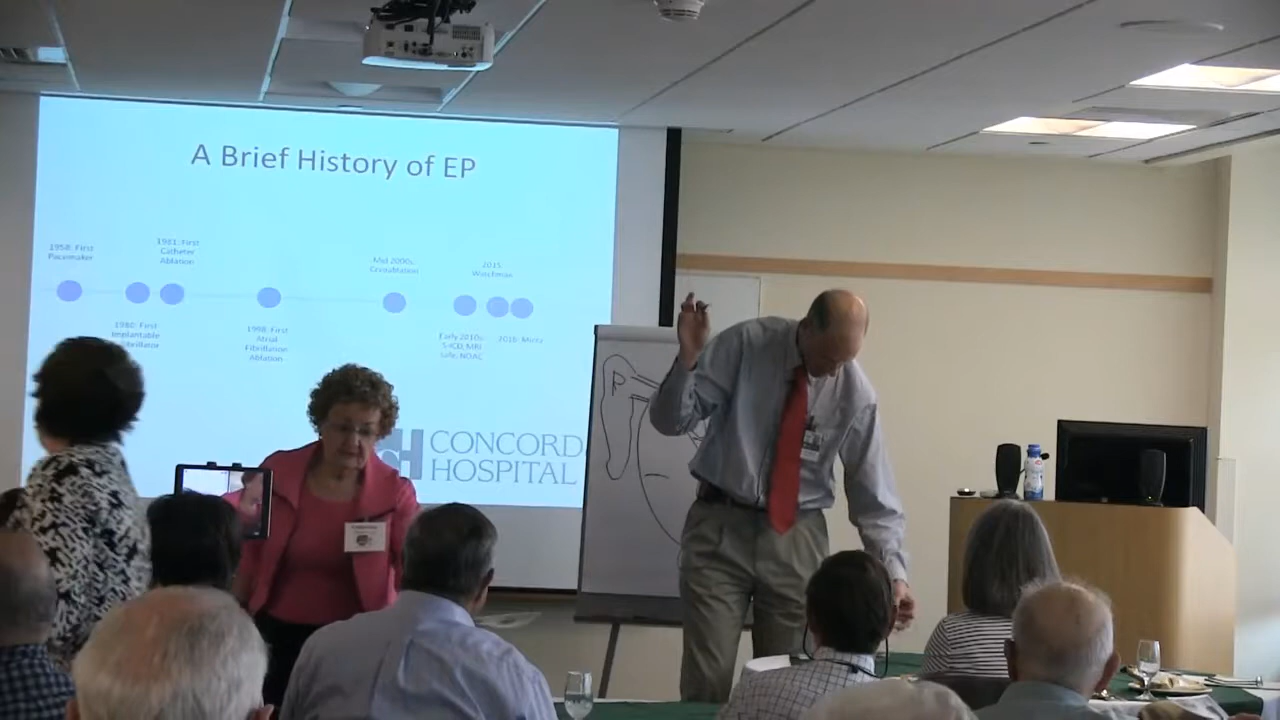 A Brief History of EP
1958: First
Pacemaker
1981: First
Catheter
Ablation
Mid 2000s:
Cryoablation
2015:
Watchman
1980: First
Implantable
Defibrillator
1998: First
Atrial
Fibrillation
Ablation
Early 2010s:
S-ICD, MRI
safe, NOAC
2016: Micra
CONCORD
HOSPITAL
P